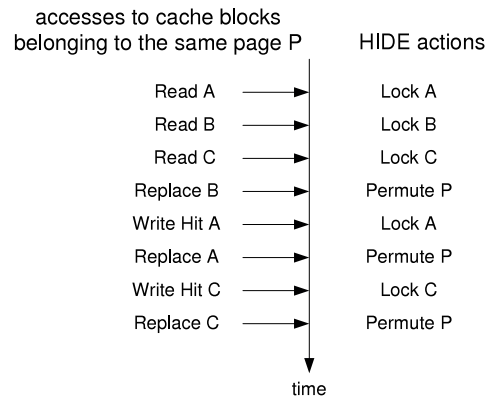 accesses to cache blocks
belonging to the same page P
HIDE actions
Read A Lock A
Read B Lock B
Read C Lock C
Replace B Permute P
Write Hit A Lock A
Replace A Permute P
Write Hit C Lock C
Replace C Permute P
time